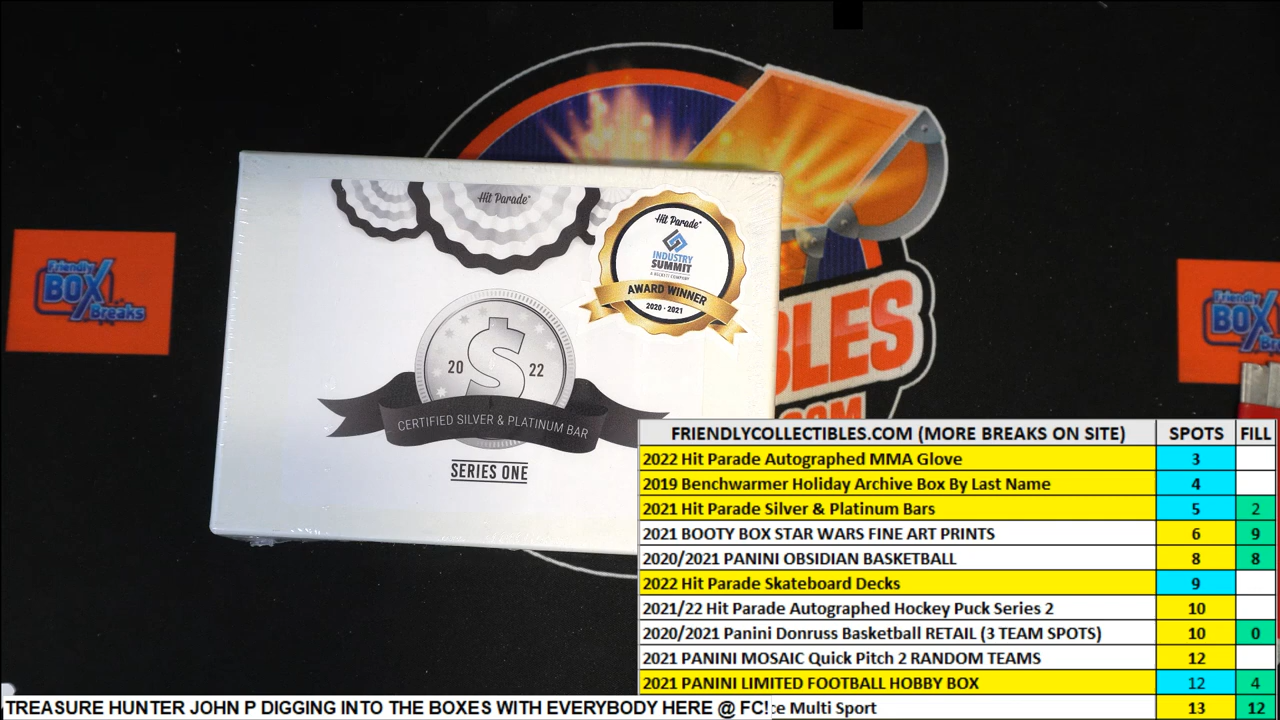 Hit Parade
Hit Parade
INDUSTRY
SUMMIT
A BECKETT COMPANY
AWARD WINNER
2020 - 2021
20 22
CERTIFIED SILVER & PLATINUM BAR
SERIES ONE
Friendly
BOX
Breaks
Friendly
BOX
BLES
.COM
FRIENDLYCOLLECTIBLES.COM (MORE BREAKS ON SITE) SPOTS FILL
2022 Hit Parade Autographed MMA Glove 3
2019 Benchwarmer Holiday Archive Box By Last Name 4
2021 Hit Parade Silver & Platinum Bars 5 2
2021 BOOTY BOX STAR WARS FINE ART PRINTS 6 9
2020/2021 PANINI OBSIDIAN BASKETBALL 8 8
2022 Hit Parade Skateboard Decks 9
2021/22 Hit Parade Autographed Hockey Puck Series 2 10
2020/2021 Panini Donruss Basketball RETAIL (3 TEAM SPOTS) 10 0
2021 PANINI MOSAIC Quick Pitch 2 RANDOM TEAMS 12
2021 PANINI LIMITED FOOTBALL HOBBY BOX 12 4
ce Multi Sport 13 12
TREASURE HUNTER JOHN P DIGGING INTO THE BOXES WITH EVERYBODY HERE @ FC!